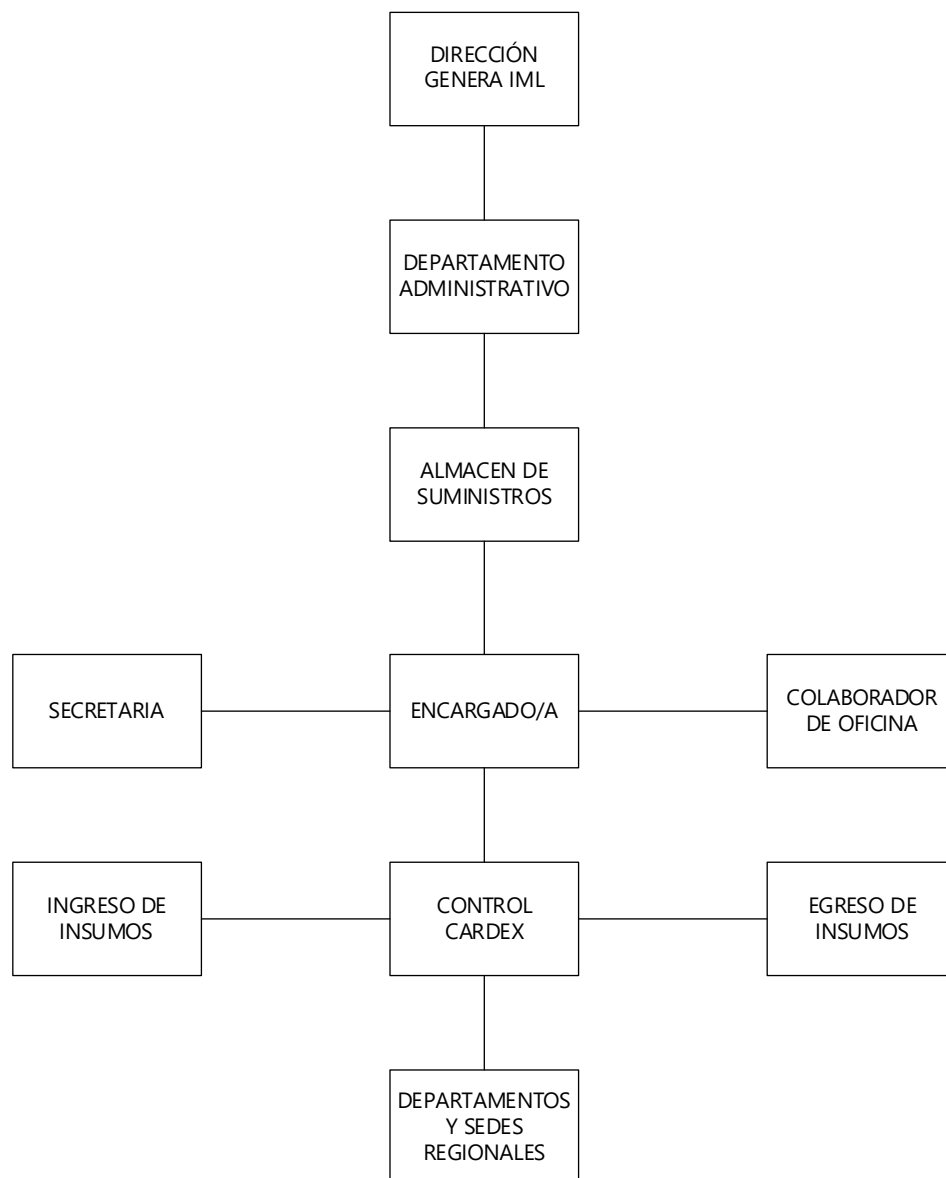 DIRECCIÓN
GENERA IML
DEPARTAMENTO
ADMINISTRATIVO
ALMACEN DE
SUMINISTROS
SECRETARIA
ENCARGADO/A
COLABORADOR
DE OFICINA
INGRESO DE
INSUMOS
CONTROL
CARDEX
EGRESO DE
INSUMOS
DEPARTAMENTOS
Y SEDES
REGIONALES